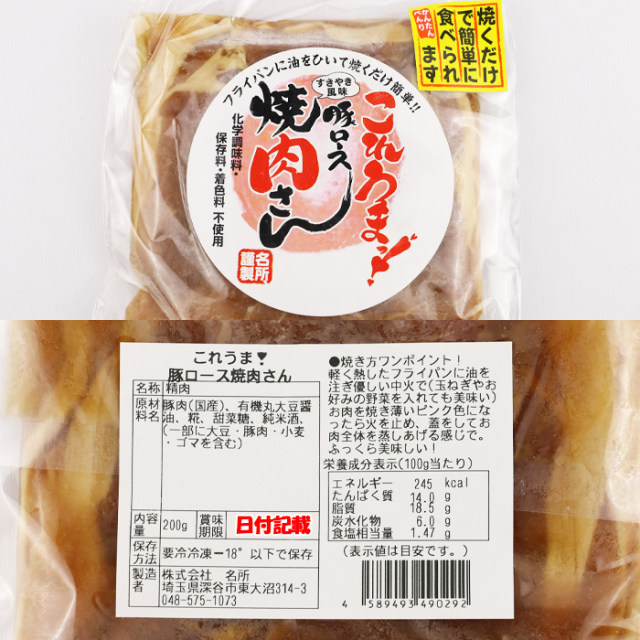 焼くだけ
で簡単に
食べられ
ます
かんたん
べんり
フライパンに油をひいて焼くだけ簡単!!
すきやき
風味
これうまッ!
豚ロース
焼肉さん
化学調味料・
保存料・着色料 不使用
名所
謹製
これうま!
豚ロース焼肉さん
名称 精肉
原材料名 豚肉(国産)、有機丸大豆醤
油、糀、甜菜糖、純米酒、
(一部に大豆・豚肉・小麦
・ゴマを含む)
内容量 200g 賞味期限 日付記載
保存方法 要冷冷凍ー18°以下で保存
製造者 株式会社 名所
埼玉県深谷市東大沼314-3
048-575-1073
●焼き方ワンポイント!
軽く熱したフライパンに油を
注ぎ優しい中火で(玉ねぎやお
好みの野菜を入れても美味い)
お肉を焼き薄いピンク色にな
ったら火を止め、蓋をしてお
肉全体を蒸しあげる感じで。
ふっくら美味しい!
栄養成分表示(100g当たり)
エネルギー 245 kcal
たんぱく質 14.0 g
脂質 18.5 g
炭水化物 6.0 g
食塩相当量 1.47 g
(表示値は目安です。)
4 589493 490292